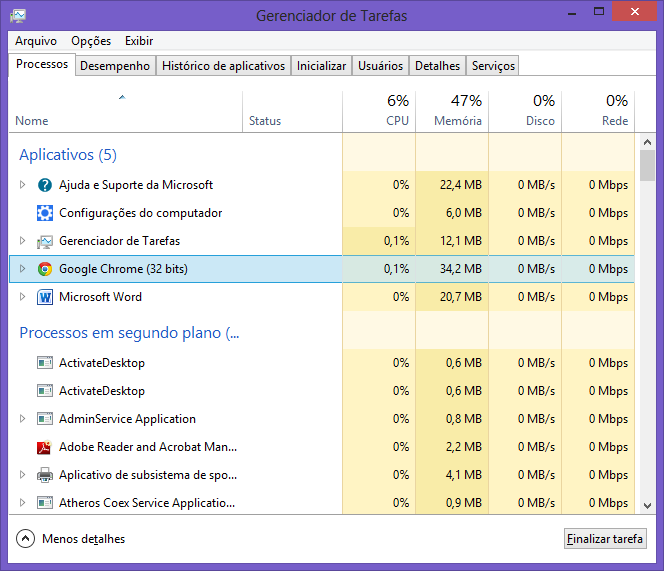 Gerenciador de Tarefas
Arquivo Opções Exibir
Processos Desempenho Histórico de aplicativos Inicializar Usuários Detalhes Serviços
6% 47% 0% 0%
Nome Status CPU Memória Disco Rede
Aplicativos (5)
Ajuda e Suporte da Microsoft 0% 22,4 MB 0 MB/s 0 Mbps
Configurações do computador 0% 6,0 MB 0 MB/s 0 Mbps
Gerenciador de Tarefas 0,1% 12,1 MB 0 MB/s 0 Mbps
Google Chrome (32 bits) 0,1% 34,2 MB 0 MB/s 0 Mbps
Microsoft Word 0% 20,7 MB 0 MB/s 0 Mbps
Processos em segundo plano (...
ActivateDesktop 0% 0,6 MB 0 MB/s 0 Mbps
ActivateDesktop 0% 0,6 MB 0 MB/s 0 Mbps
AdminService Application 0% 0,8 MB 0 MB/s 0 Mbps
Adobe Reader and Acrobat Man... 0% 2,2 MB 0 MB/s 0 Mbps
Aplicativo de subsistema de spo... 0% 4,1 MB 0 MB/s 0 Mbps
Atheros Coex Service Applicatio... 0% 0,9 MB 0 MB/s 0 Mbps
Menos detalhes Finalizar tarefa